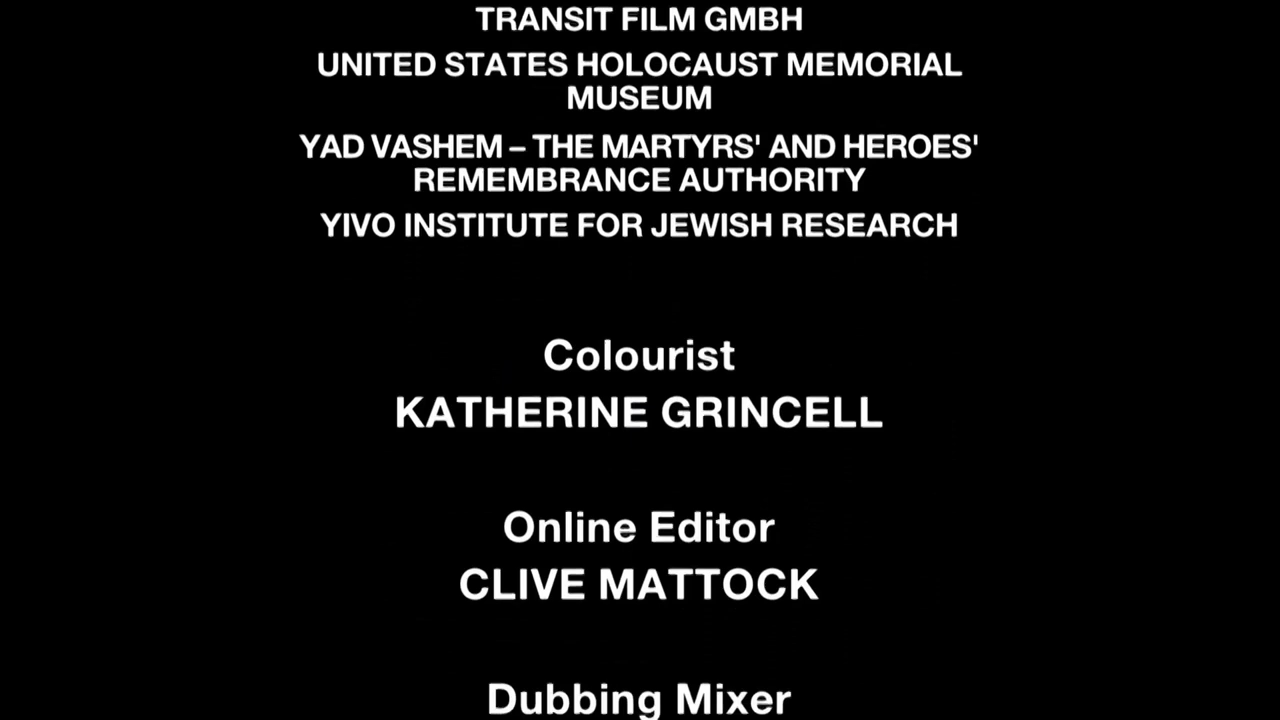 TRANSIT FILM GMBH
UNITED STATES HOLOCAUST MEMORIAL
MUSEUM
YAD VASHEM – THE MARTYRS' AND HEROES'
REMEMBRANCE AUTHORITY
YIVO INSTITUTE FOR JEWISH RESEARCH
Colourist
KATHERINE GRINCELL
Online Editor
CLIVE MATTOCK
Dubbing Mixer